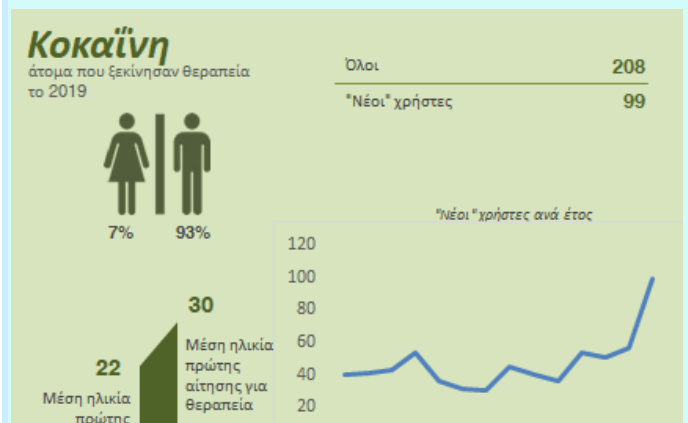 Κοκαΐνη
άτομα που ξεκίνησαν θεραπεία
το 2019
Όλοι 208
"Νέοι" χρήστες 99
7% 93%
"Νέοι" χρήστες ανά έτος
120
100
80
60
40
20
30
Μέση ηλικία
πρώτης
αίτησης για
θεραπεία
22
Μέση ηλικία
πρώτης